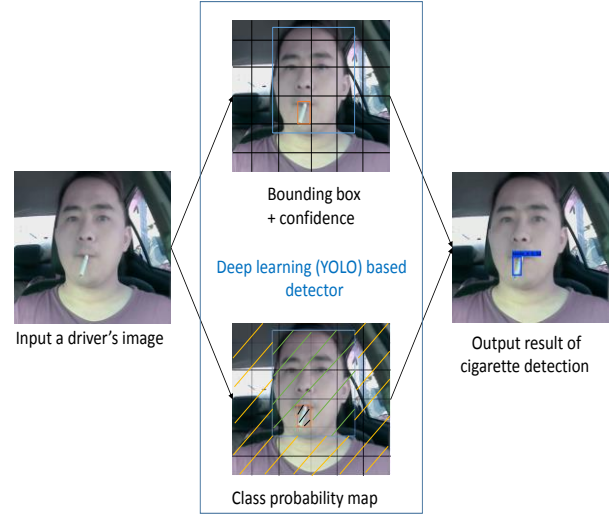 Bounding box
+ confidence
Deep learning (YOLO) based
detector
Input a driver's image
Output result of
cigarette detection
Class probability map